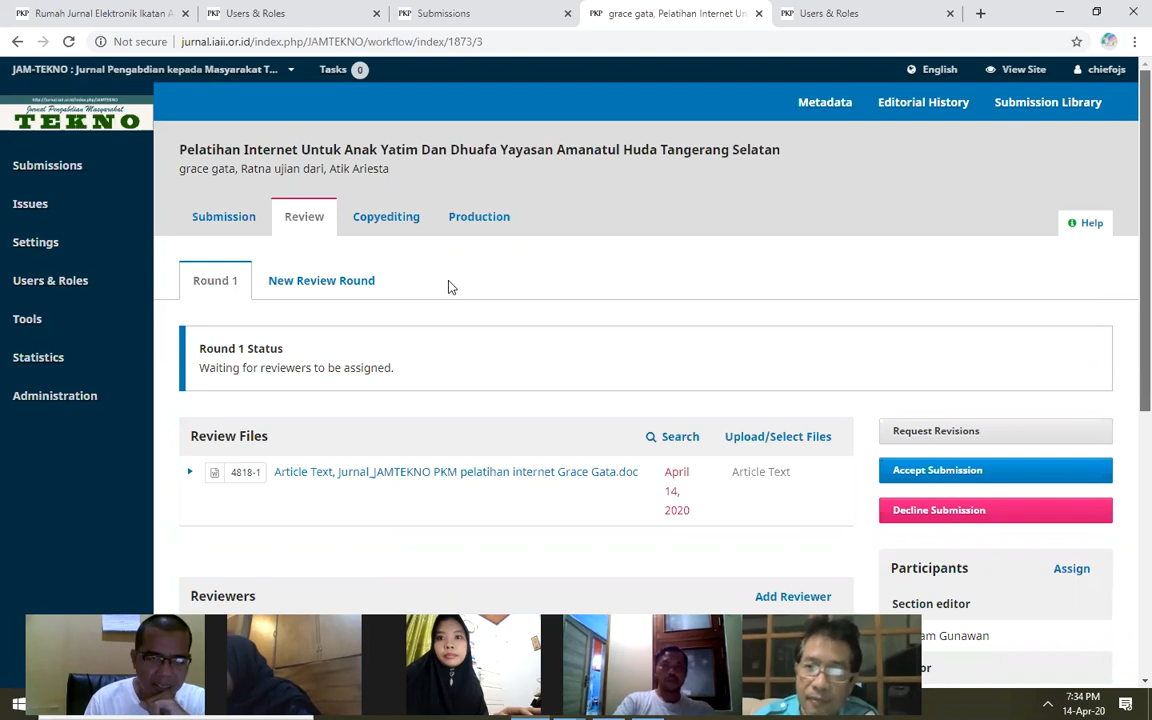 Rumah Jurnal Elektronik Ikatan A
Users & Roles
Submissions
grace gata, Pelatihan Internet Un
Users & Roles
Not secure
jurnal.iaii.or.id/index.php/JAMTEKNO/workflow/index/1873/3
JAM-TEKNO : Jurnal Pengabdian kepada Masyarakat T...
Tasks 0
English
View Site
chiefojs
Jurnal Pengabdian Masyarakat
TEKNO
Metadata
Editorial History
Submission Library
Submissions
Issues
Settings
Users & Roles
Tools
Statistics
Administration
Pelatihan Internet Untuk Anak Yatim Dan Dhuafa Yayasan Amanatul Huda Tangerang Selatan
grace gata, Ratna ujian dari, Atik Ariesta
Submission
Review
Copyediting
Production
Help
Round 1
New Review Round
Round 1 Status
Waiting for reviewers to be assigned.
Review Files
Search
Upload/Select Files
4818-1
Article Text, Jurnal_JAMTEKNO PKM pelatihan internet Grace Gata.doc
April
14,
2020
Article Text
Request Revisions
Accept Submission
Decline Submission
Participants
Assign
Section editor
Reviewers
Add Reviewer
am Gunawan
7:34 PM
14-Apr-20